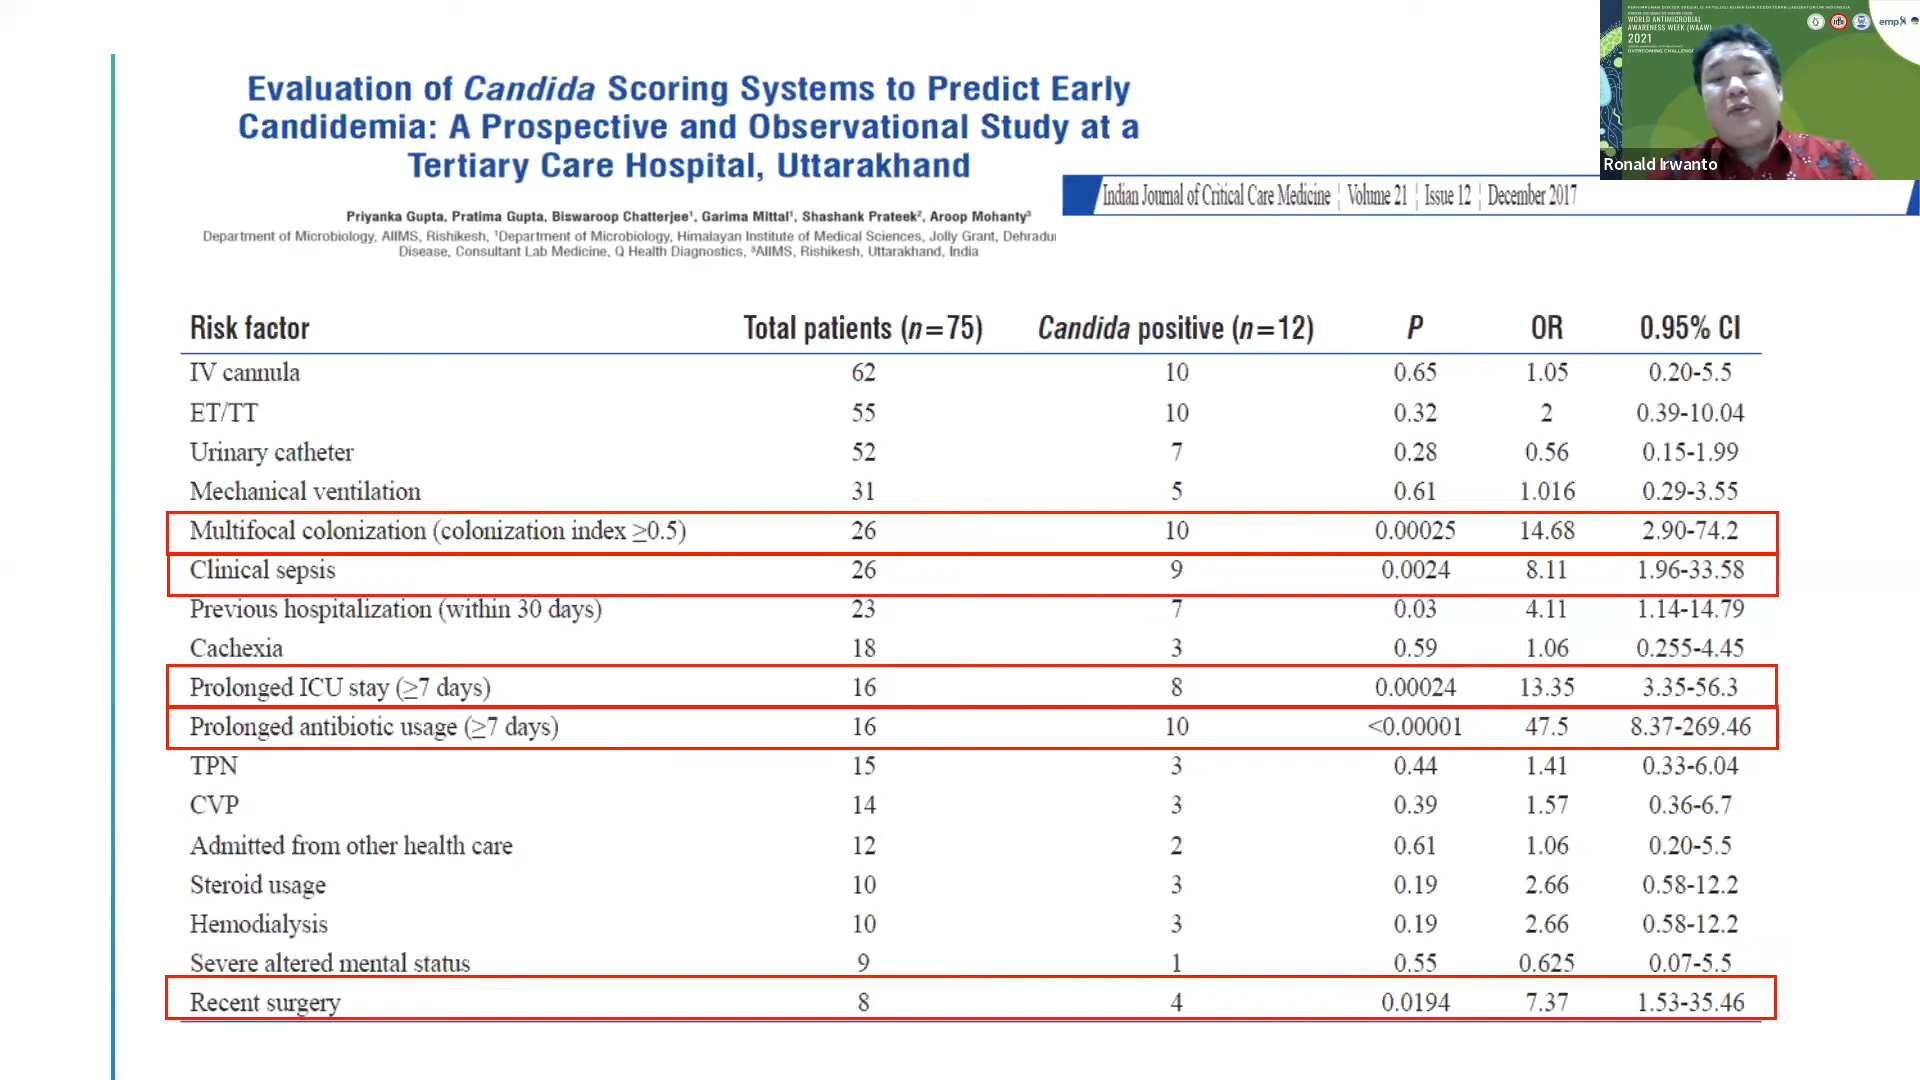 Evaluation of Candida Scoring Systems to Predict Early
Candidemia: A Prospective and Observational Study at a
Tertiary Care Hospital, Uttarakhand
Priyanka Gupta, Pratima Gupta, Biswaroop Chatterjee¹, Garima Mittal¹, Shashank Prateek², Aroop Mohanty³
Department of Microbiology, AIIMS, Rishikesh, ¹Department of Microbiology, Himalayan Institute of Medical Sciences, Jolly Grant, Dehradu
Disease, Consultant Lab Medicine, Q Health Diagnostics, ³AIIMS, Rishikesh, Uttarakhand, India
Indian Journal of Critical Care Medicine ¦ Volume 21 ¦ Issue 12 ¦ December 2017
WORLD ANTIMICROBIAL
AWARENESS WEEK (WAAW)
2021
OVERCOMING CHALLENGE
Ronald Irwanto
Risk factor Total patients (n=75) Candida positive (n=12) P OR 0.95% CI
IV cannula 62 10 0.65 1.05 0.20-5.5
ET/TT 55 10 0.32 2 0.39-10.04
Urinary catheter 52 7 0.28 0.56 0.15-1.99
Mechanical ventilation 31 5 0.61 1.016 0.29-3.55
Multifocal colonization (colonization index ≥0.5) 26 10 0.00025 14.68 2.90-74.2
Clinical sepsis 26 9 0.0024 8.11 1.96-33.58
Previous hospitalization (within 30 days) 23 7 0.03 4.11 1.14-14.79
Cachexia 18 3 0.59 1.06 0.255-4.45
Prolonged ICU stay (≥7 days) 16 8 0.00024 13.35 3.35-56.3
Prolonged antibiotic usage (≥7 days) 16 10 <0.00001 47.5 8.37-269.46
TPN 15 3 0.44 1.41 0.33-6.04
CVP 14 3 0.39 1.57 0.36-6.7
Admitted from other health care 12 2 0.61 1.06 0.20-5.5
Steroid usage 10 3 0.19 2.66 0.58-12.2
Hemodialysis 10 3 0.19 2.66 0.58-12.2
Severe altered mental status 9 1 0.55 0.625 0.07-5.5
Recent surgery 8 4 0.0194 7.37 1.53-35.46